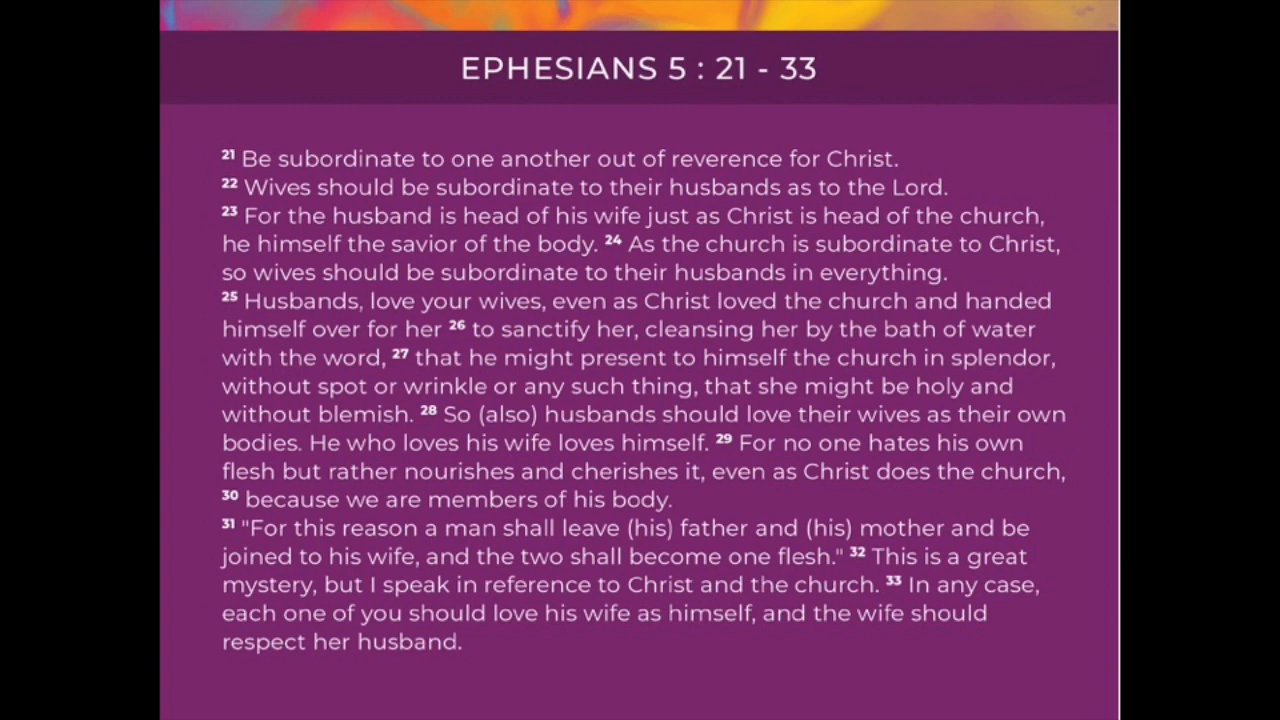 EPHESIANS 5 : 21 - 33
21 Be subordinate to one another out of reverence for Christ.
22 Wives should be subordinate to their husbands as to the Lord.
23 For the husband is head of his wife just as Christ is head of the church,
he himself the savior of the body. 24 As the church is subordinate to Christ,
so wives should be subordinate to their husbands in everything.
25 Husbands, love your wives, even as Christ loved the church and handed
himself over for her 26 to sanctify her, cleansing her by the bath of water
with the word, 27 that he might present to himself the church in splendor,
without spot or wrinkle or any such thing, that she might be holy and
without blemish. 28 So (also) husbands should love their wives as their own
bodies. He who loves his wife loves himself. 29 For no one hates his own
flesh but rather nourishes and cherishes it, even as Christ does the church,
30 because we are members of his body.
31 "For this reason a man shall leave (his) father and (his) mother and be
joined to his wife, and the two shall become one flesh." 32 This is a great
mystery, but I speak in reference to Christ and the church. 33 In any case,
each one of you should love his wife as himself, and the wife should
respect her husband.